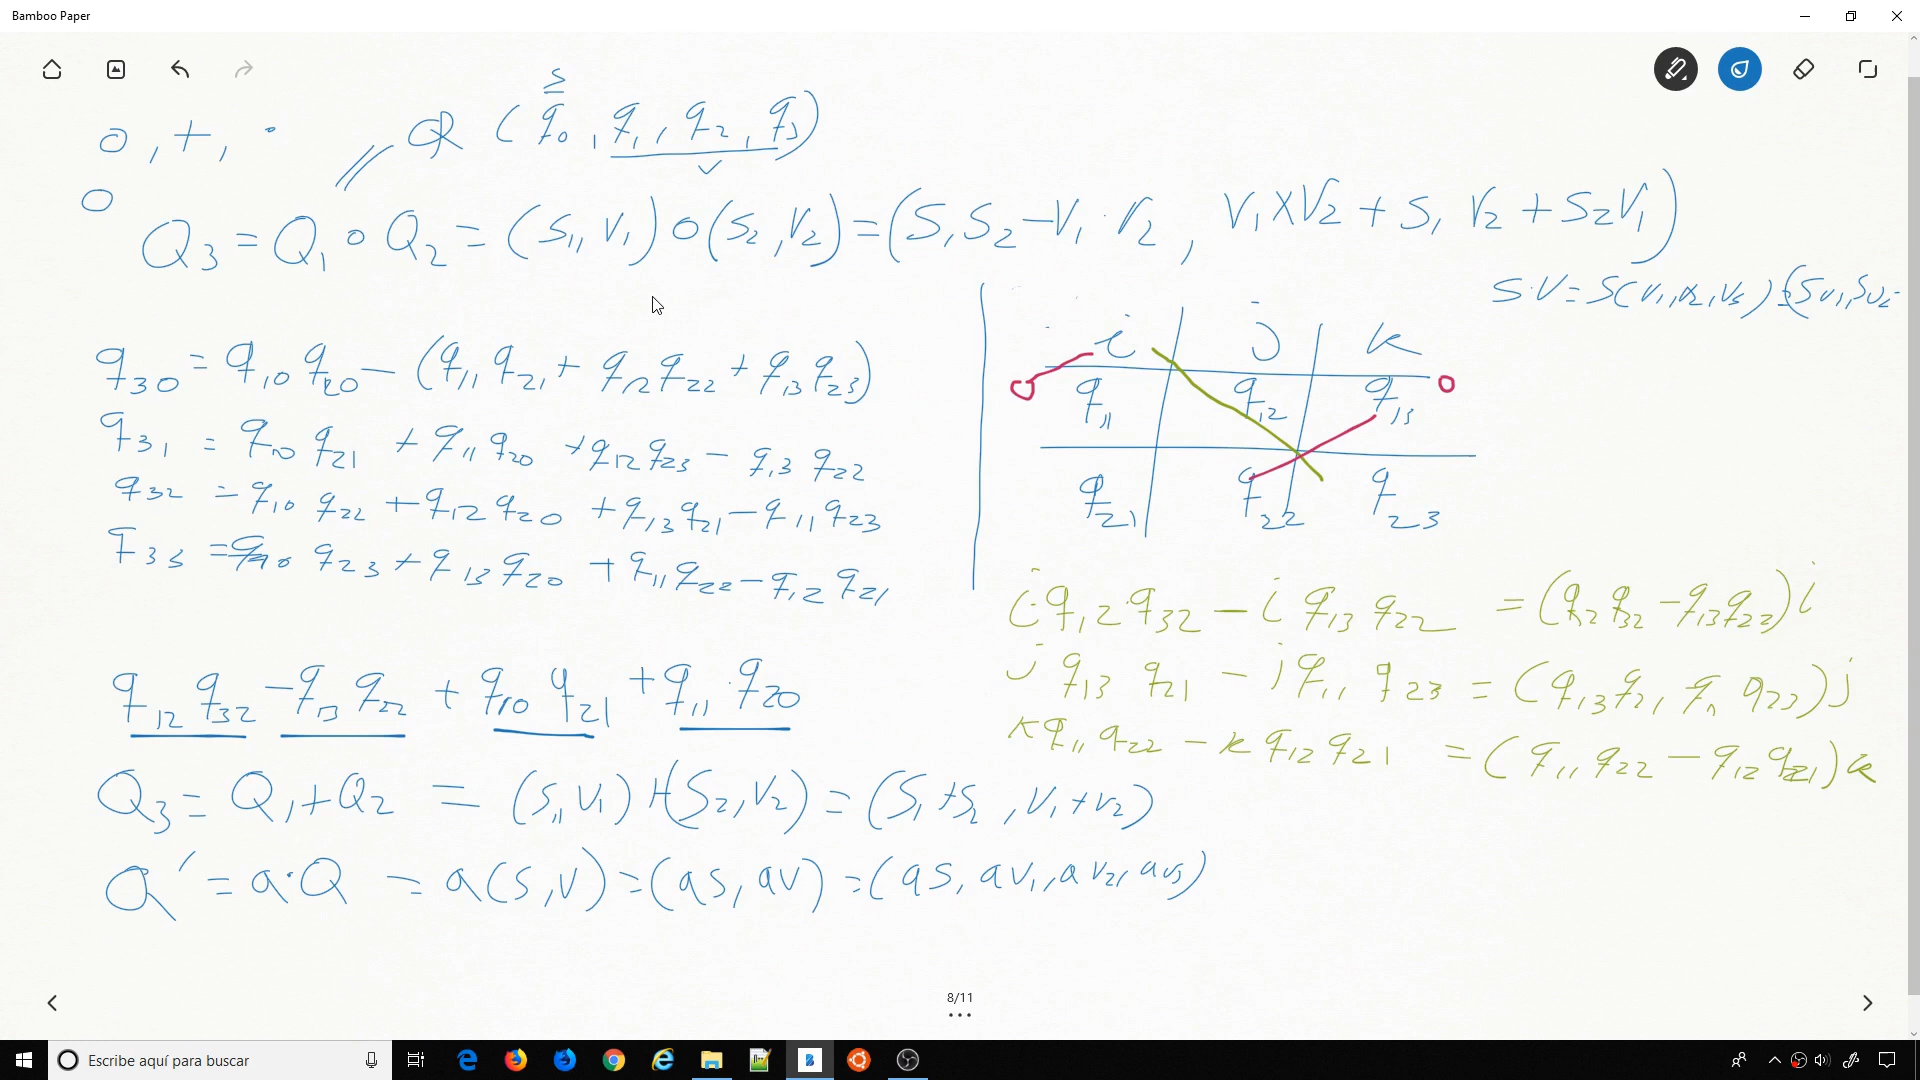 Bamboo Paper
o, +, ·
Q (q₀, q₁, q₂, q₃)
s
v
o
Q₃ = Q₁ o Q₂ = (S₁, V₁) o (S₂, V₂) = (S₁S₂ - V₁ · V₂, V₁ X V₂ + S₁ V₂ + S₂V₁)
S·V = S(V₁, V₂, V₃) = (SV₁, SV₂
q₃₀ = q₁₀ q₂₀ - (q₁₁ q₂₁ + q₁₂ q₂₂ + q₁₃ q₂₃)
q₃₁ = q₁₀ q₂₁ + q₁₁ q₂₀ + q₁₂ q₂₃ - q₁₃ q₂₂
q₃₂ = q₁₀ q₂₂ + q₁₂ q₂₀ + q₁₃ q₂₁ - q₁₁ q₂₃
q₃₃ = q₁₀ q₂₃ + q₁₃ q₂₀ + q₁₁ q₂₂ - q₁₂ q₂₁
i j k
q₁₁ q₁₂ q₁₃
q₂₁ q₂₂ q₂₃
i·q₁₂·q₃₂ - i q₁₃ q₂₂ = (q₁₂ q₃₂ - q₁₃ q₂₂) i
j q₁₃ q₂₁ - j q₁₁ q₂₃ = (q₁₃ q₂₁ q₁₁ q₂₃) j
k q₁₁ q₂₂ - k q₁₂ q₂₁ = (q₁₁ q₂₂ - q₁₂ q₂₁) k
q₁₂ q₃₂ - q₁₃ q₂₂ + q₁₀ q₂₁ + q₁₁ · q₂₀
Q₃ = Q₁ + Q₂ = (S₁, V₁) + (S₂, V₂) = (S₁ + S₂, V₁ + V₂)
Q' = a·Q = a(S, V) = (aS, aV) = (aS, aV₁, aV₂, aV₃)
8/11
Escribe aquí para buscar